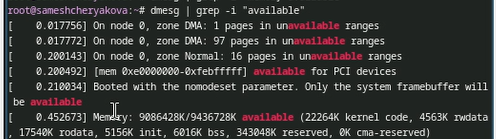 root@sameshcheryakova:~# dmesg | grep -i "available"
[    0.017756] On node 0, zone DMA: 1 pages in unavailable ranges
[    0.017772] On node 0, zone DMA: 97 pages in unavailable ranges
[    0.200143] On node 0, zone Normal: 16 pages in unavailable ranges
[    0.200492] [mem 0xe0000000-0xfebfffff] available for PCI devices
[    0.210034] Booted with the nomodeset parameter. Only the system framebuffer will
be available
[    0.452673] Memory: 9086428K/9436728K available (22264K kernel code, 4563K rwdata
, 17540K rodata, 5156K init, 6016K bss, 343048K reserved, 0K cma-reserved)